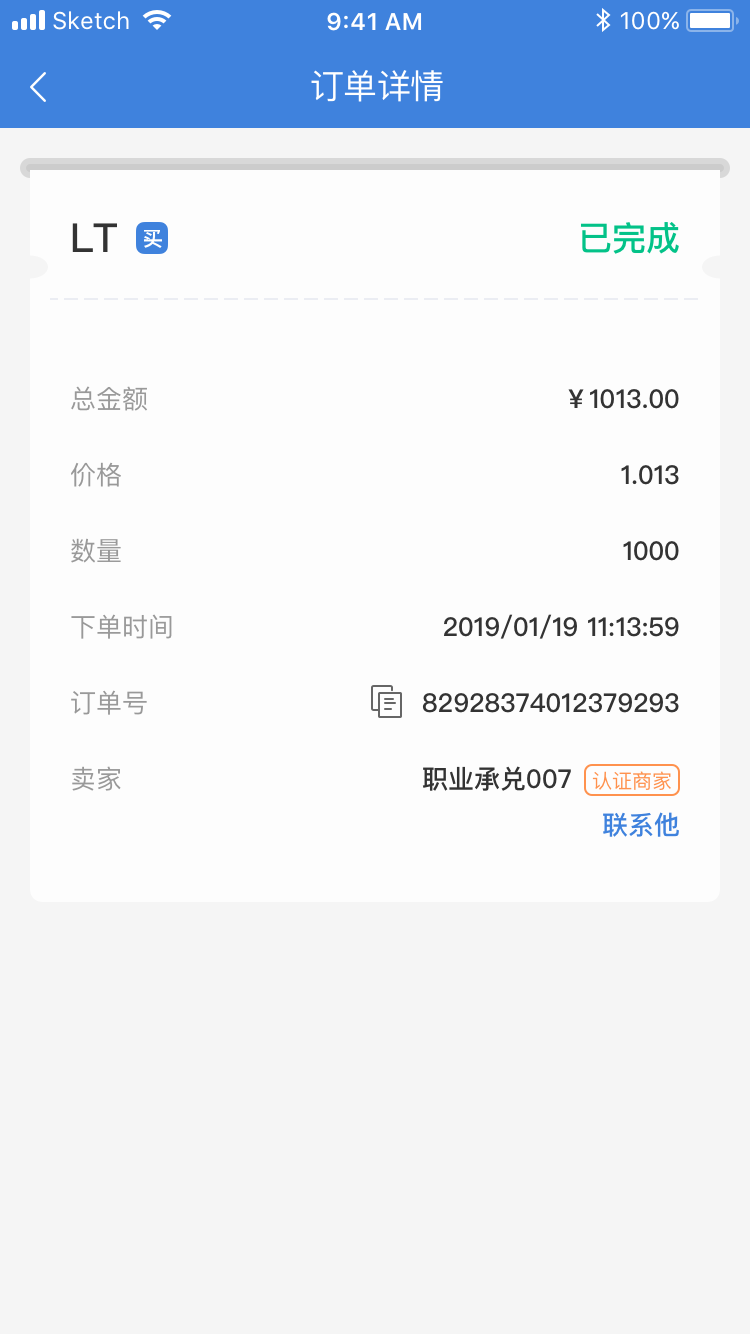 Sketch 9:41 AM 100%
订单详情
LT 买 已完成
总金额 ¥1013.00
价格 1.013
数量 1000
下单时间 2019/01/19 11:13:59
订单号 82928374012379293
卖家 职业承兑007 认证商家
联系他